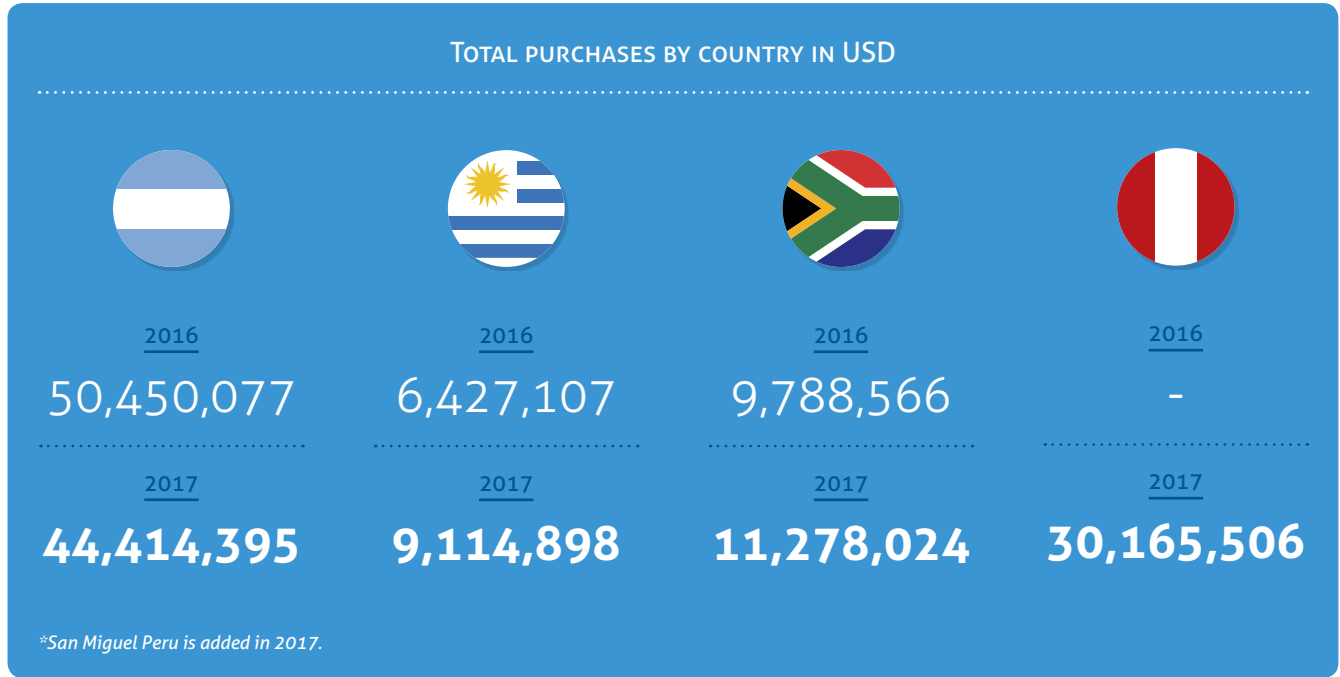 Total purchases by country in USD
2016 2016 2016 2016
50,450,077 6,427,107 9,788,566 -
2017 2017 2017 2017
44,414,395 9,114,898 11,278,024 30,165,506
*San Miguel Peru is added in 2017.